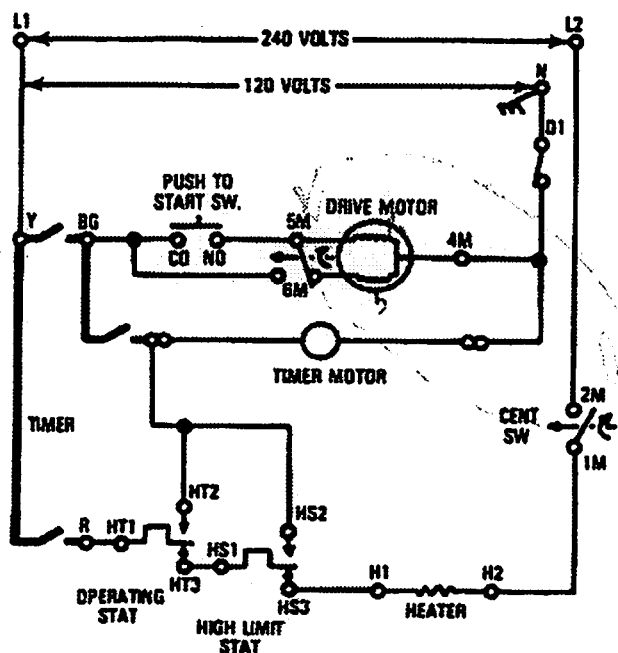 L1
L2
240 VOLTS
N
120 VOLTS
D1
PUSH TO
START SW.
DRIVE MOTOR
Y
BG
5M
4M
CO
NO
6M
TIMER MOTOR
2M
CENT
SW
1M
TIMER
HT2
HS2
R
HT1
HS1
HT3
H1
H2
HS3
HEATER
OPERATING
STAT
HIGH LIMIT
STAT